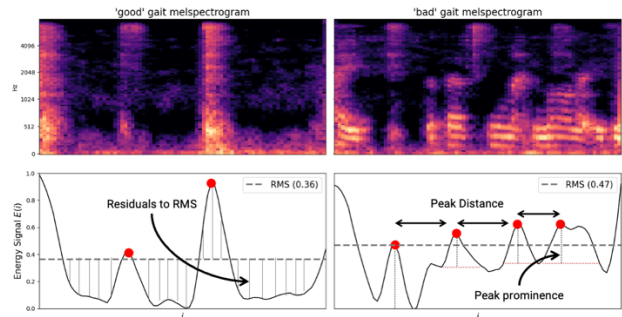 'good' gait melspectrogram
'bad' gait melspectrogram
Hz
4096
2048
1024
512
0
Energy Signal E(i)
1.0
0.8
0.6
0.4
0.2
0.0
RMS (0.36)
Residuals to RMS
i
RMS (0.47)
Peak Distance
Peak prominence
i